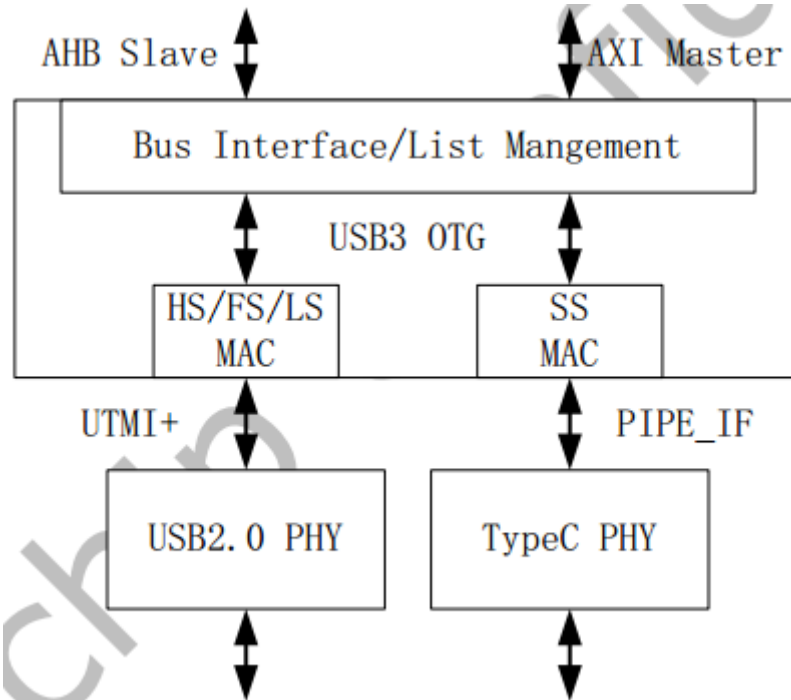 AHB Slave
AXI Master
Bus Interface/List Mangement
USB3 OTG
HS/FS/LS
MAC
SS
MAC
UTMI+
PIPE_IF
USB2.0 PHY
TypeC PHY